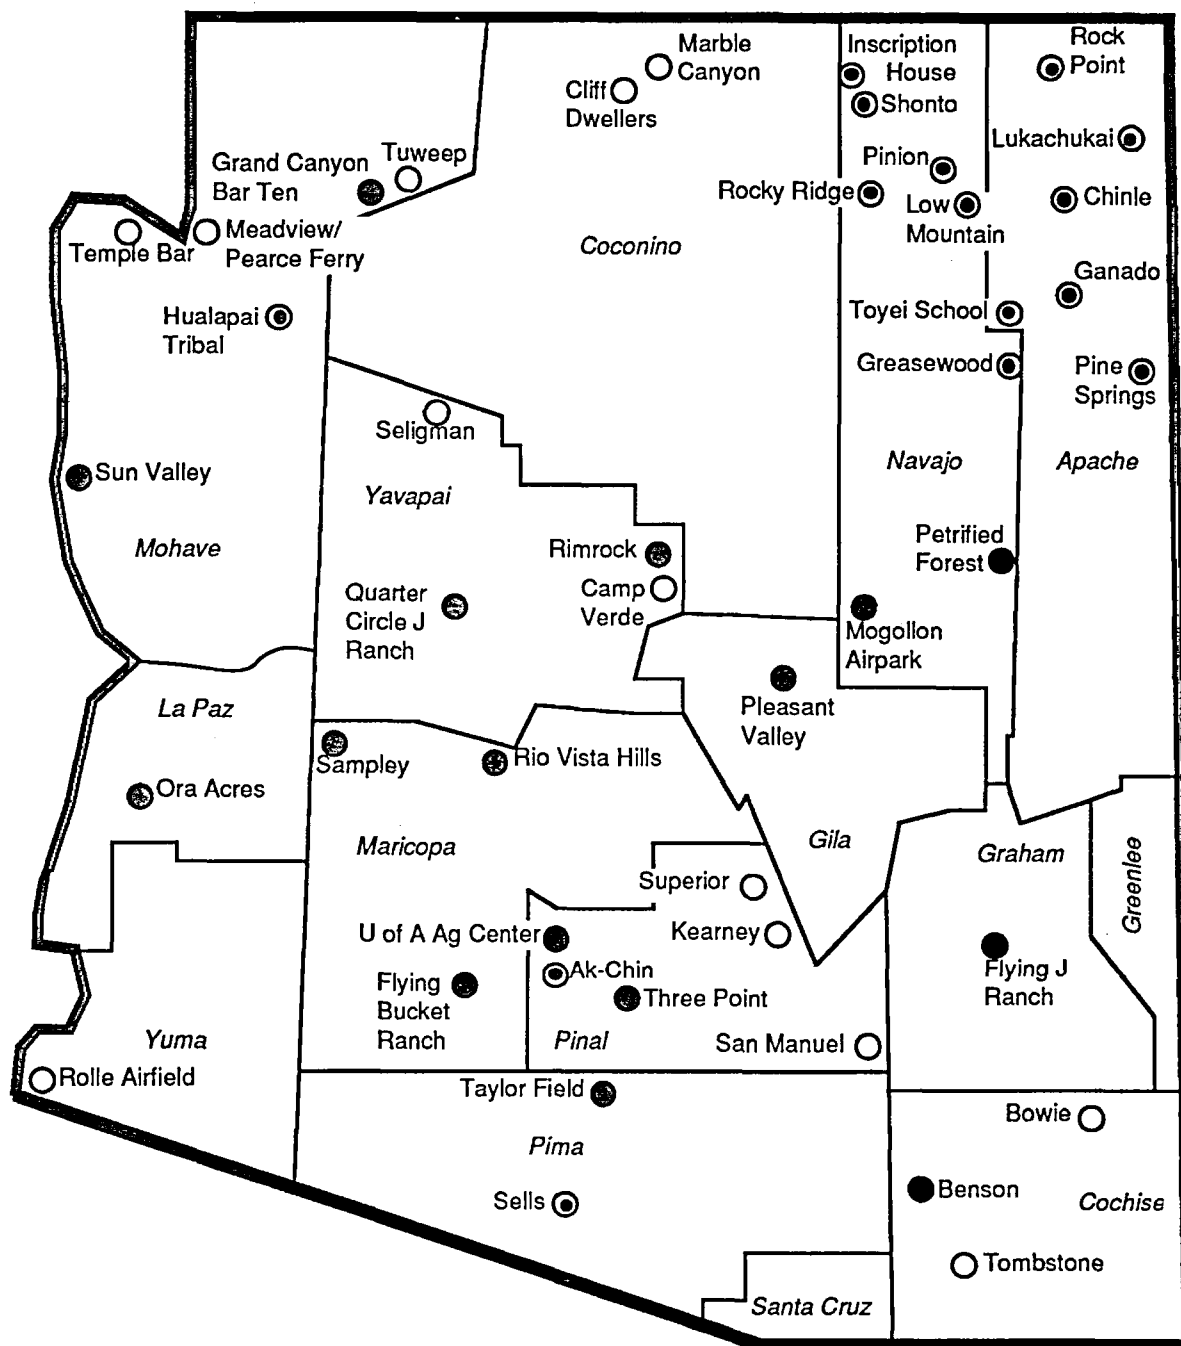 Marble
Canyon
Cliff
Dwellers
Inscription
House
Shonto
Rock
Point
Lukachukai
Pinion
Rocky Ridge
Low
Mountain
Chinle
Grand Canyon
Bar Ten
Tuweep
Temple Bar
Meadview/
Pearce Ferry
Coconino
Ganado
Hualapai
Tribal
Toyei School
Greasewood
Pine
Springs
Seligman
Sun Valley
Yavapai
Navajo
Apache
Mohave
Rimrock
Camp
Verde
Petrified
Forest
Quarter
Circle J
Ranch
Mogollon
Airpark
La Paz
Pleasant
Valley
Sampley
Rio Vista Hills
Ora Acres
Maricopa
Gila
Graham
Greenlee
Superior
Kearney
U of A Ag Center
Ak-Chin
Flying
Bucket
Ranch
Three Point
Flying J
Ranch
Yuma
Pinal
San Manuel
Rolle Airfield
Taylor Field
Bowie
Pima
Sells
Benson
Cochise
Tombstone
Santa Cruz